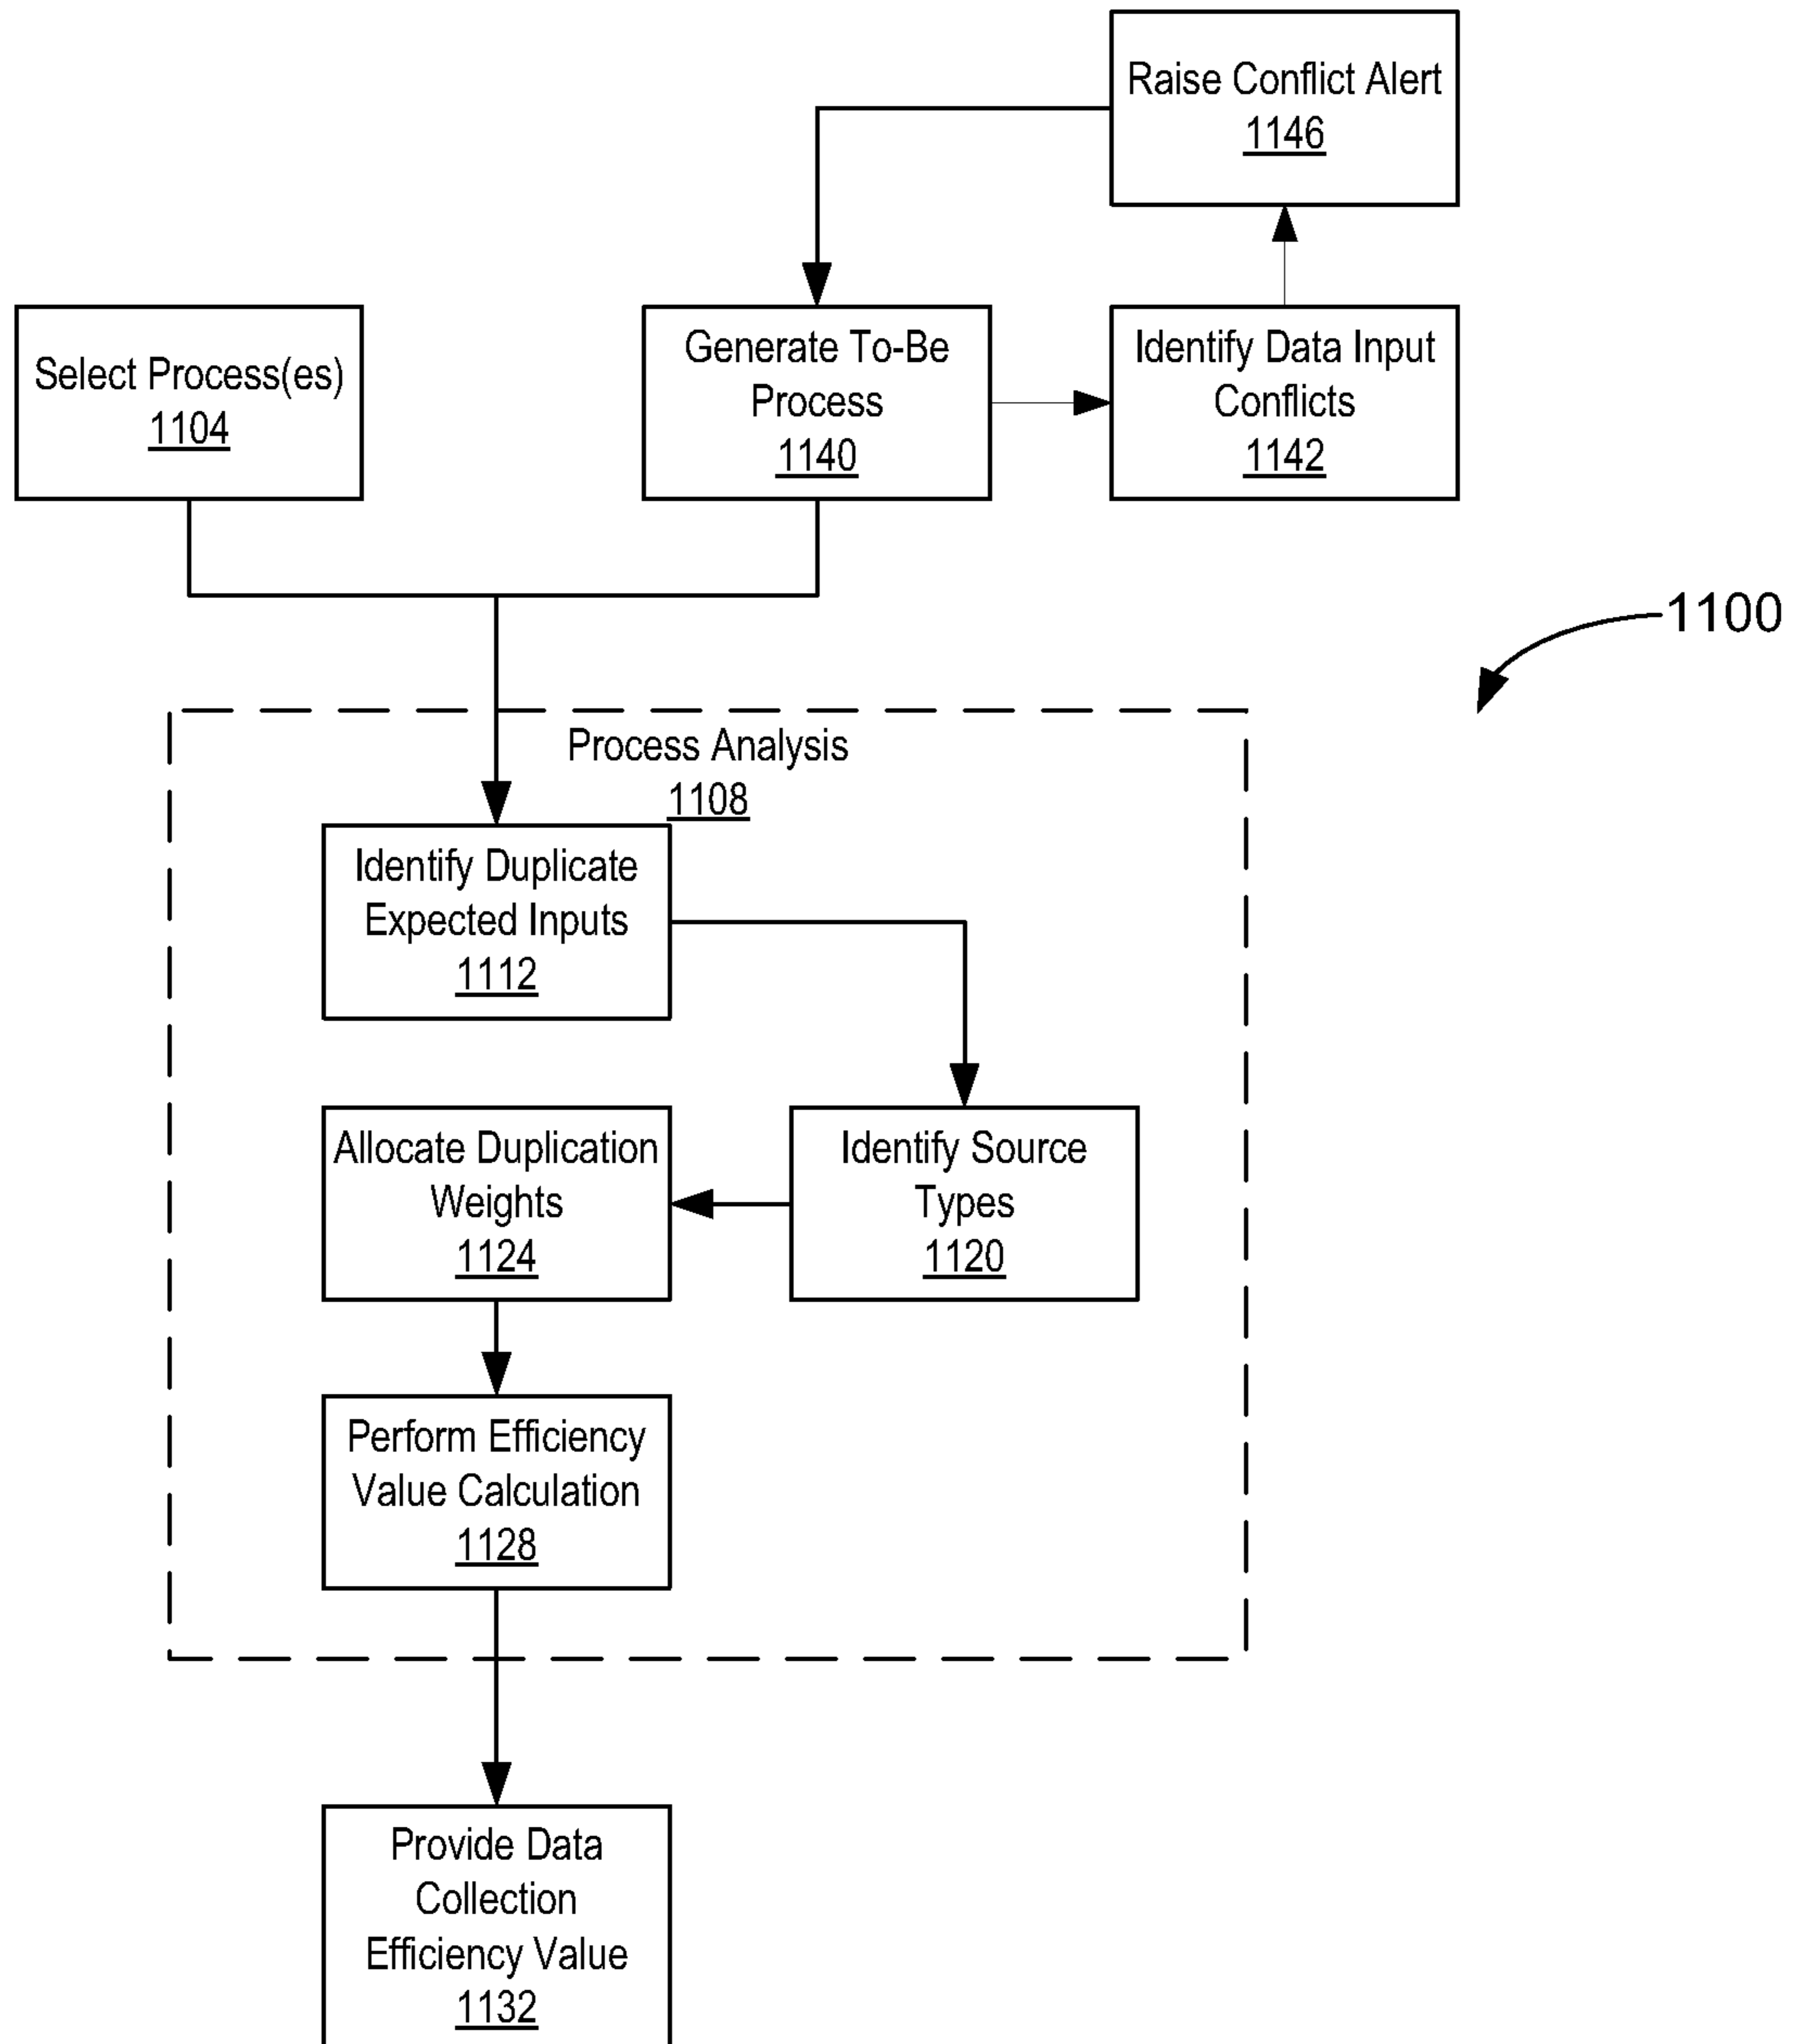 Raise Conflict Alert
1146
Select Process(es)
1104
Generate To-Be
Process
1140
Identify Data Input
Conflicts
1142
1100
Process Analysis
1108
Identify Duplicate
Expected Inputs
1112
Allocate Duplication
Weights
1124
Identify Source
Types
1120
Perform Efficiency
Value Calculation
1128
Provide Data
Collection
Efficiency Value
1132